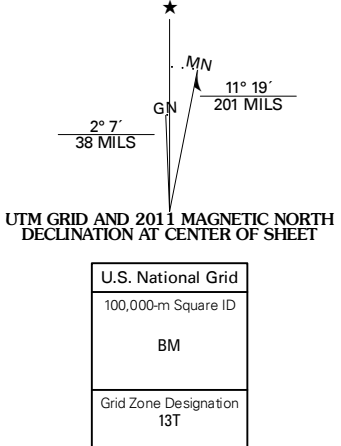 MN
11° 19´
201 MILS
GN
2° 7´
38 MILS
UTM GRID AND 2011 MAGNETIC NORTH
DECLINATION AT CENTER OF SHEET
U.S. National Grid
100,000-m Square ID
BM
Grid Zone Designation
13T